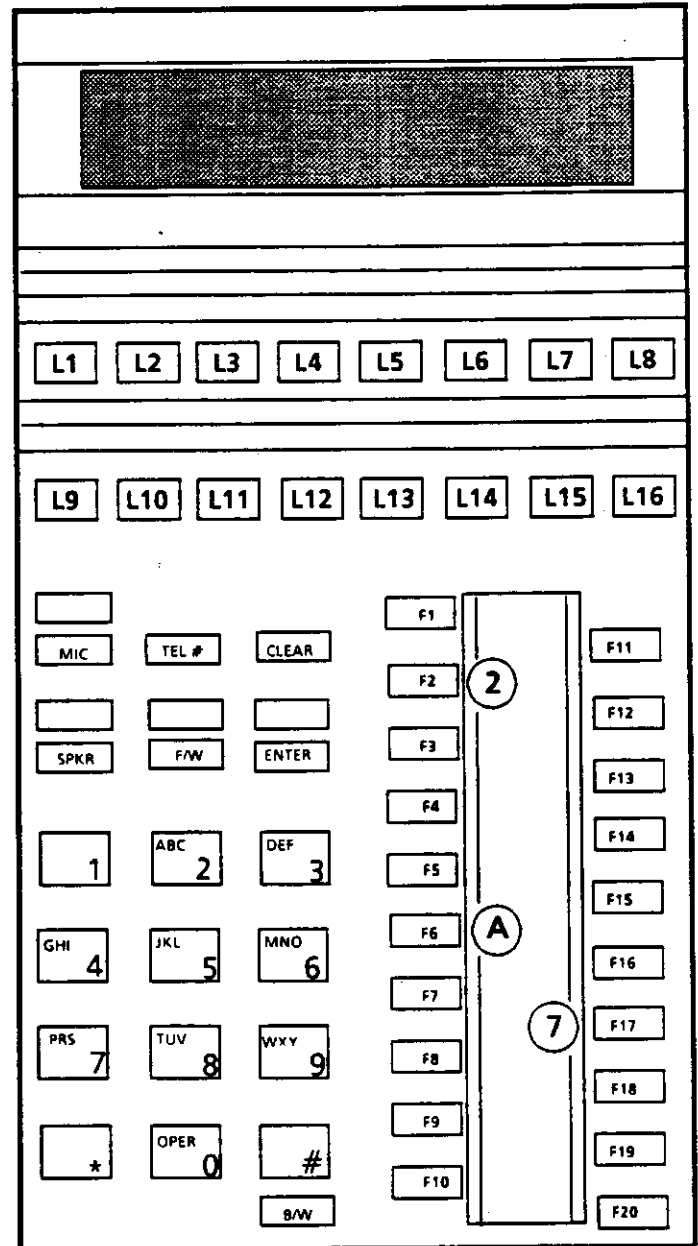 L1 L2 L3 L4 L5 L6 L7 L8
L9 L10 L11 L12 L13 L14 L15 L16
MIC TEL # CLEAR
SPKR F/W ENTER
1 ABC 2 DEF 3
GHI 4 JKL 5 MNO 6
PRS 7 TUV 8 WXY 9
* OPER 0 #
B/W
F1
F2 2
F3
F4
F5
F6 A
F7
F8
F9
F10
F11
F12
F13
F14
F15
F16
7 F17
F18
F19
F20